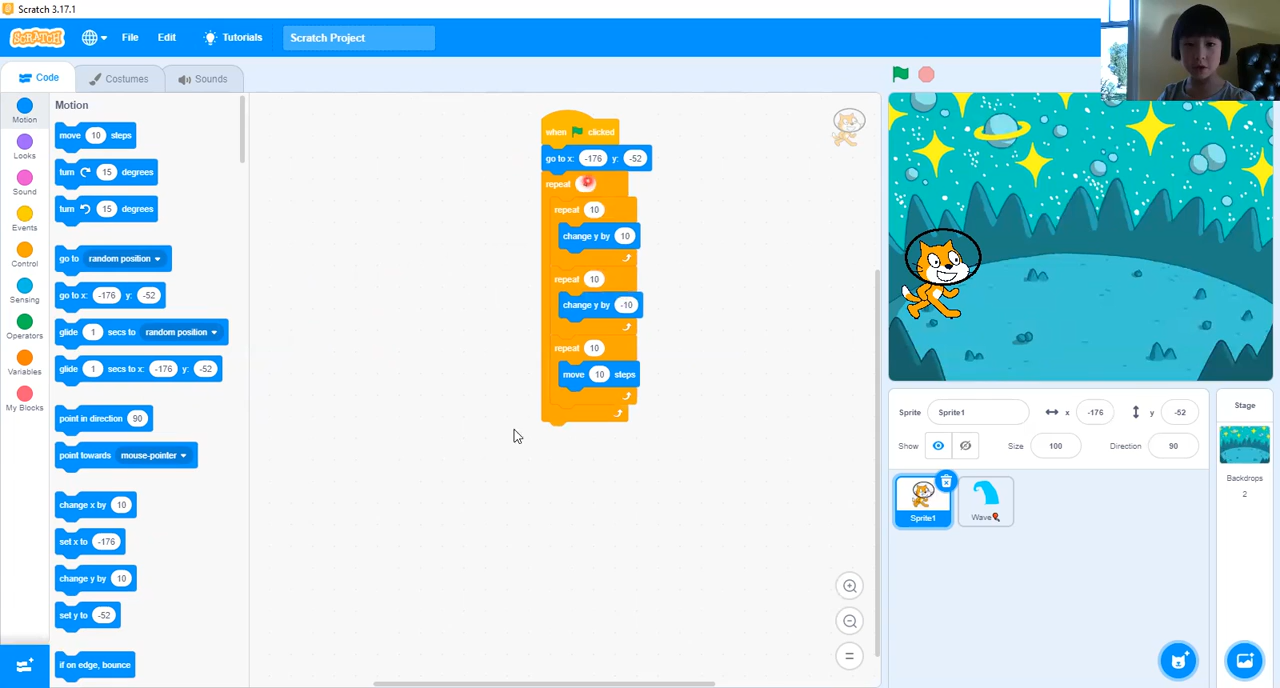 Scratch 3.17.1
SCRATCH File Edit Tutorials Scratch Project
Code Costumes Sounds
Motion
Looks
Sound
Events
Control
Sensing
Operators
Variables
My Blocks
Motion
move 10 steps
turn 15 degrees
turn 15 degrees
go to random position
go to x: -176 y: -52
glide 1 secs to random position
glide 1 secs to x: -176 y: -52
point in direction 90
point towards mouse-pointer
change x by 10
set x to -176
change y by 10
set y to -52
if on edge, bounce
when clicked
go to x: -176 y: -52
repeat
repeat 10
change y by 10
repeat 10
change y by -10
repeat 10
move 10 steps
Sprite Sprite1 x -176 y -52
Show Size 100 Direction 90
Sprite1
Wave
Stage
Backdrops
2